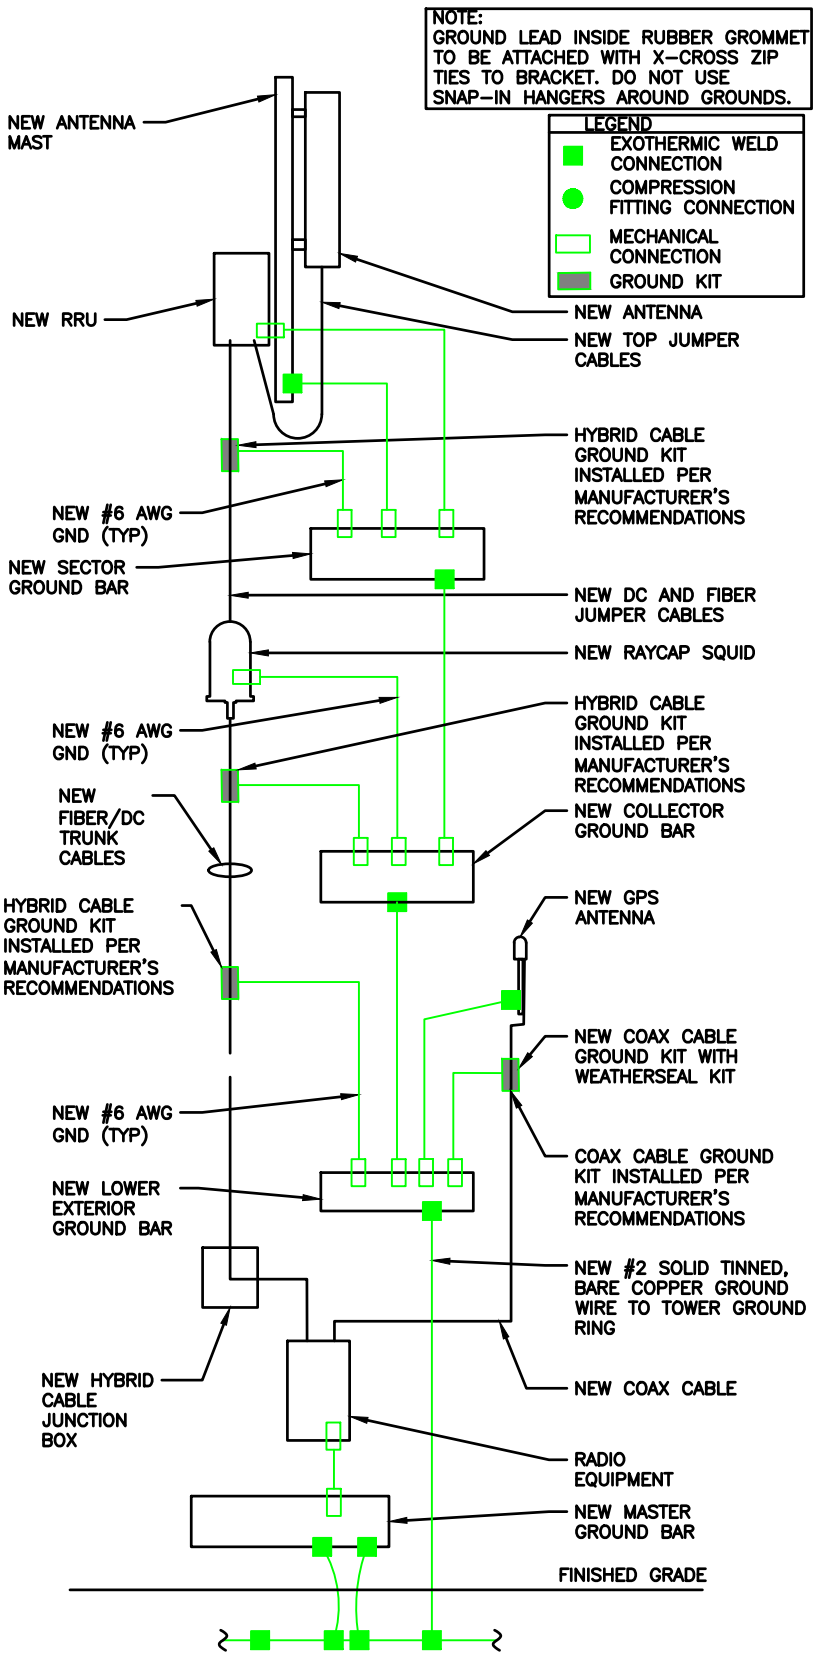 NOTE:
GROUND LEAD INSIDE RUBBER GROMMET
TO BE ATTACHED WITH X-CROSS ZIP
TIES TO BRACKET. DO NOT USE
SNAP-IN HANGERS AROUND GROUNDS.
LEGEND
EXOTHERMIC WELD
CONNECTION
COMPRESSION
FITTING CONNECTION
MECHANICAL
CONNECTION
GROUND KIT
NEW ANTENNA
MAST
NEW RRU
NEW ANTENNA
NEW TOP JUMPER
CABLES
HYBRID CABLE
GROUND KIT
INSTALLED PER
MANUFACTURER'S
RECOMMENDATIONS
NEW #6 AWG
GND (TYP)
NEW SECTOR
GROUND BAR
NEW DC AND FIBER
JUMPER CABLES
NEW RAYCAP SQUID
NEW #6 AWG
GND (TYP)
HYBRID CABLE
GROUND KIT
INSTALLED PER
MANUFACTURER'S
RECOMMENDATIONS
NEW
FIBER/DC
TRUNK
CABLES
NEW COLLECTOR
GROUND BAR
HYBRID CABLE
GROUND KIT
INSTALLED PER
MANUFACTURER'S
RECOMMENDATIONS
NEW GPS
ANTENNA
NEW COAX CABLE
GROUND KIT WITH
WEATHERSEAL KIT
NEW #6 AWG
GND (TYP)
COAX CABLE GROUND
KIT INSTALLED PER
MANUFACTURER'S
RECOMMENDATIONS
NEW LOWER
EXTERIOR
GROUND BAR
NEW #2 SOLID TINNED,
BARE COPPER GROUND
WIRE TO TOWER GROUND
RING
NEW HYBRID
CABLE
JUNCTION
BOX
NEW COAX CABLE
RADIO
EQUIPMENT
NEW MASTER
GROUND BAR
FINISHED GRADE